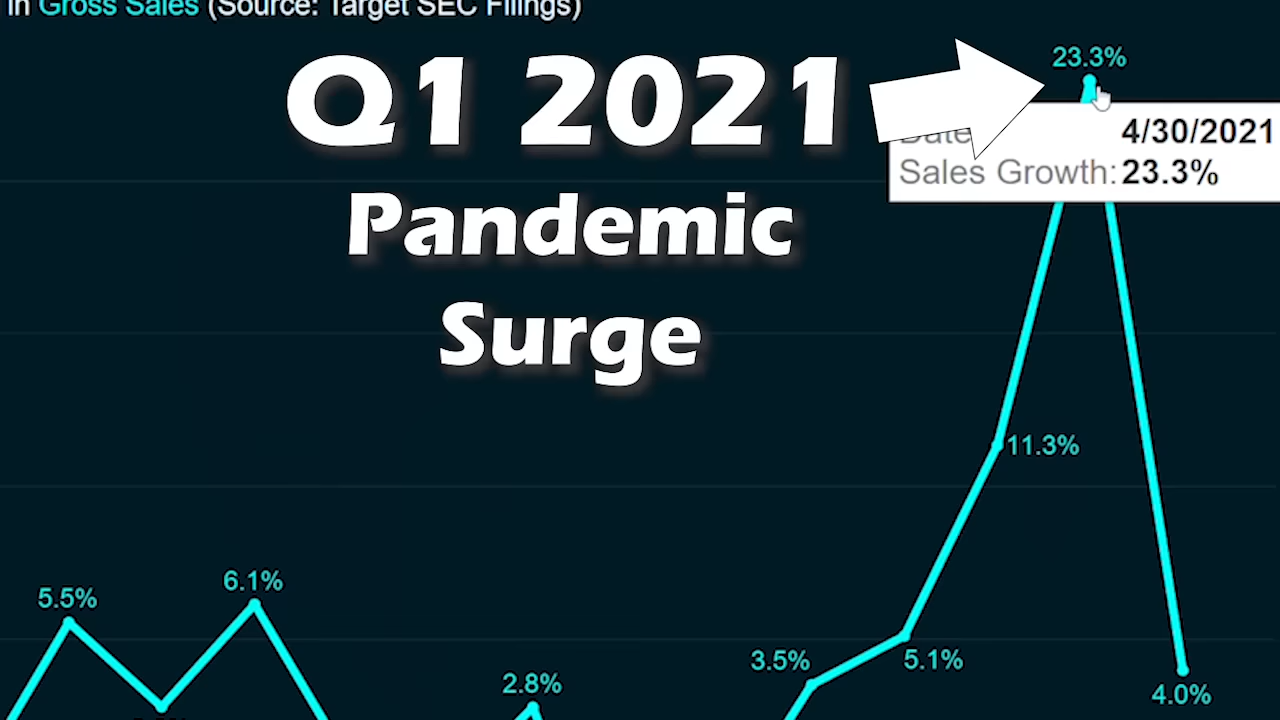 in Gross Sales (Source: Target SEC Filings)
23.3%
Q1 2021
Date 4/30/2021
Sales Growth: 23.3%
Pandemic
Surge
11.3%
6.1%
5.5%
3.5%
5.1%
2.8%
4.0%